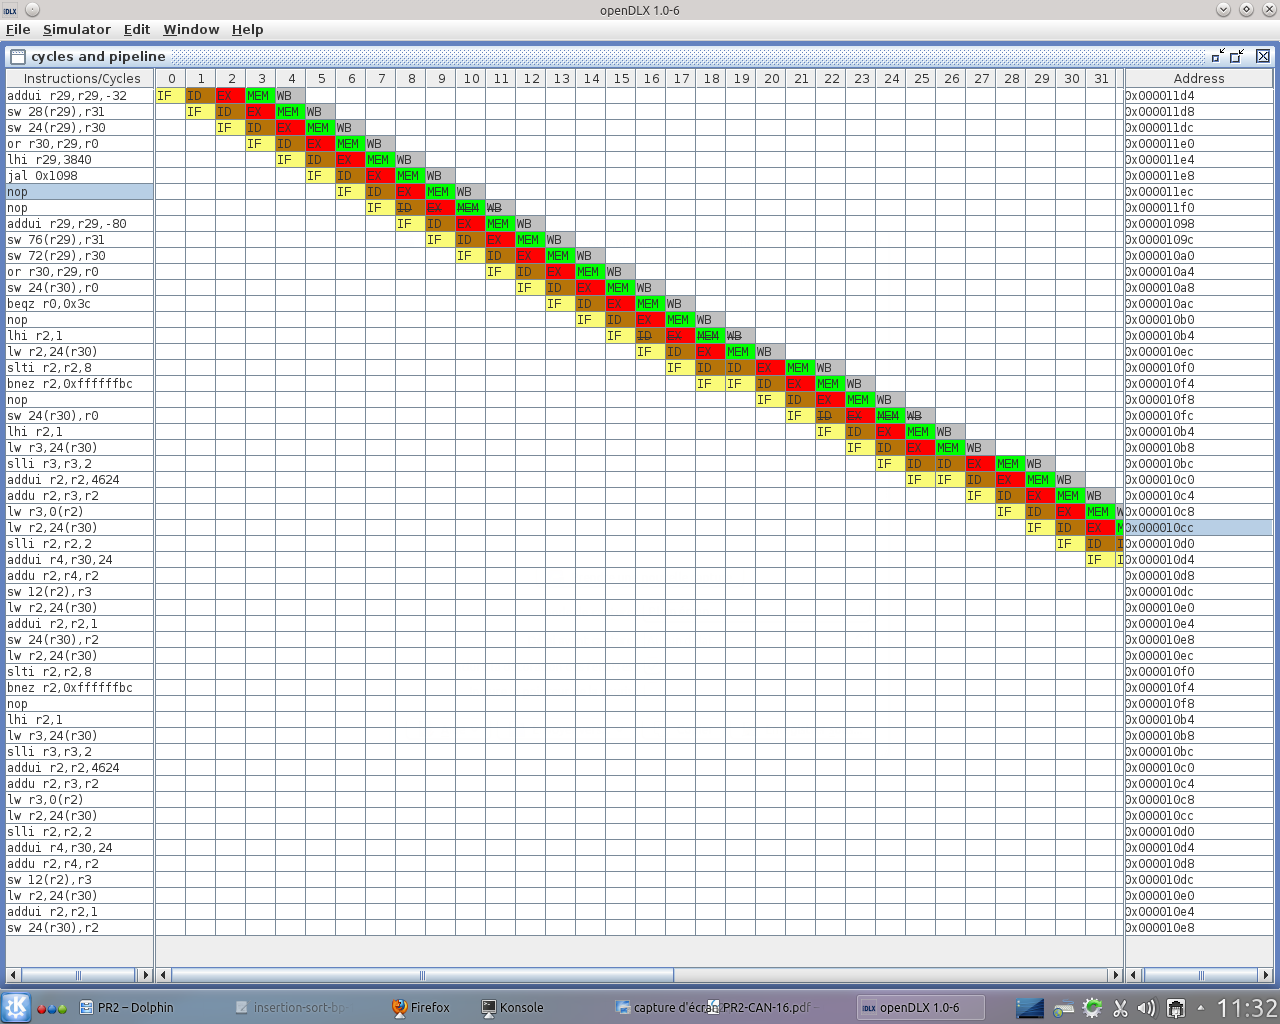 IDLX openDLX 1.0-6
File Simulator Edit Window Help
cycles and pipeline
Instructions/Cycles 0 1 2 3 4 5 6 7 8 9 10 11 12 13 14 15 16 17 18 19 20 21 22 23 24 25 26 27 28 29 30 31 Address
addui r29,r29,-32 IF ID EX MEM WB 0x000011d4
sw 28(r29),r31 IF ID EX MEM WB 0x000011d8
sw 24(r29),r30 IF ID EX MEM WB 0x000011dc
or r30,r29,r0 IF ID EX MEM WB 0x000011e0
lhi r29,3840 IF ID EX MEM WB 0x000011e4
jal 0x1098 IF ID EX MEM WB 0x000011e8
nop IF ID EX MEM WB 0x000011ec
nop IF ID EX MEM WB 0x000011f0
addui r29,r29,-80 IF ID EX MEM WB 0x00001098
sw 76(r29),r31 IF ID EX MEM WB 0x0000109c
sw 72(r29),r30 IF ID EX MEM WB 0x000010a0
or r30,r29,r0 IF ID EX MEM WB 0x000010a4
sw 24(r30),r0 IF ID EX MEM WB 0x000010a8
beqz r0,0x3c IF ID EX MEM WB 0x000010ac
nop IF ID EX MEM WB 0x000010b0
lhi r2,1 IF ID EX MEM WB 0x000010b4
lw r2,24(r30) IF ID EX MEM WB 0x000010ec
slti r2,r2,8 IF ID ID EX MEM WB 0x000010f0
bnez r2,0xffffffbc IF IF ID EX MEM WB 0x000010f4
nop IF ID EX MEM WB 0x000010f8
sw 24(r30),r0 IF ID EX MEM WB 0x000010fc
lhi r2,1 IF ID EX MEM WB 0x000010b4
lw r3,24(r30) IF ID EX MEM WB 0x000010b8
slli r3,r3,2 IF ID ID EX MEM WB 0x000010bc
addui r2,r2,4624 IF IF ID EX MEM WB 0x000010c0
addu r2,r3,r2 IF ID EX MEM WB 0x000010c4
lw r3,0(r2) IF ID EX MEM W 0x000010c8
lw r2,24(r30) IF ID EX M 0x000010cc
slli r2,r2,2 IF ID I 0x000010d0
addui r4,r30,24 IF I 0x000010d4
addu r2,r4,r2 0x000010d8
sw 12(r2),r3 0x000010dc
lw r2,24(r30) 0x000010e0
addui r2,r2,1 0x000010e4
sw 24(r30),r2 0x000010e8
lw r2,24(r30) 0x000010ec
slti r2,r2,8 0x000010f0
bnez r2,0xffffffbc 0x000010f4
nop 0x000010f8
lhi r2,1 0x000010b4
lw r3,24(r30) 0x000010b8
slli r3,r3,2 0x000010bc
addui r2,r2,4624 0x000010c0
addu r2,r3,r2 0x000010c4
lw r3,0(r2) 0x000010c8
lw r2,24(r30) 0x000010cc
slli r2,r2,2 0x000010d0
addui r4,r30,24 0x000010d4
addu r2,r4,r2 0x000010d8
sw 12(r2),r3 0x000010dc
lw r2,24(r30) 0x000010e0
addui r2,r2,1 0x000010e4
sw 24(r30),r2 0x000010e8
PR2 – Dolphin insertion-sort-bp Firefox Konsole capture d'écran PR2-CAN-16.pdf – IDLX openDLX 1.0-6 11:32